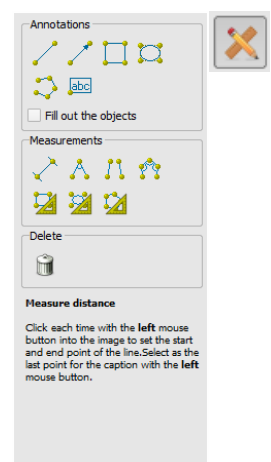 Annotations
abc
Fill out the objects
Measurements
Delete
Measure distance
Click each time with the left mouse
button into the image to set the start
and end point of the line.Select as the
last point for the caption with the left
mouse button.